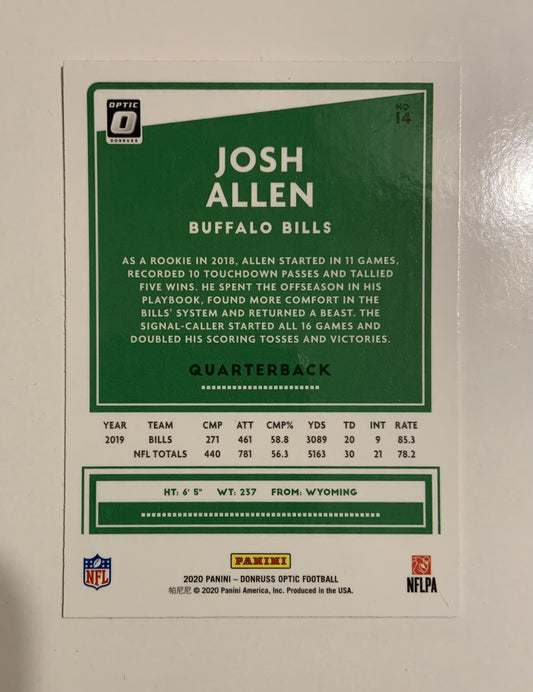 OPTIC
DONRUSS
NO
14
JOSH
ALLEN
BUFFALO BILLS
AS A ROOKIE IN 2018, ALLEN STARTED IN 11 GAMES,
RECORDED 10 TOUCHDOWN PASSES AND TALLIED
FIVE WINS. HE SPENT THE OFFSEASON IN HIS
PLAYBOOK, FOUND MORE COMFORT IN THE
BILLS' SYSTEM AND RETURNED A BEAST. THE
SIGNAL-CALLER STARTED ALL 16 GAMES AND
DOUBLED HIS SCORING TOSSES AND VICTORIES.
QUARTERBACK
YEAR TEAM CMP ATT CMP% YDS TD INT RATE
2019 BILLS 271 461 58.8 3089 20 9 85.3
NFL TOTALS 440 781 56.3 5163 30 21 78.2
HT: 6' 5" WT: 237 FROM: WYOMING
NFL
PANINI
NFLPA
2020 PANINI – DONRUSS OPTIC FOOTBALL
帕尼尼 © 2020 Panini America, Inc. Produced in the USA.